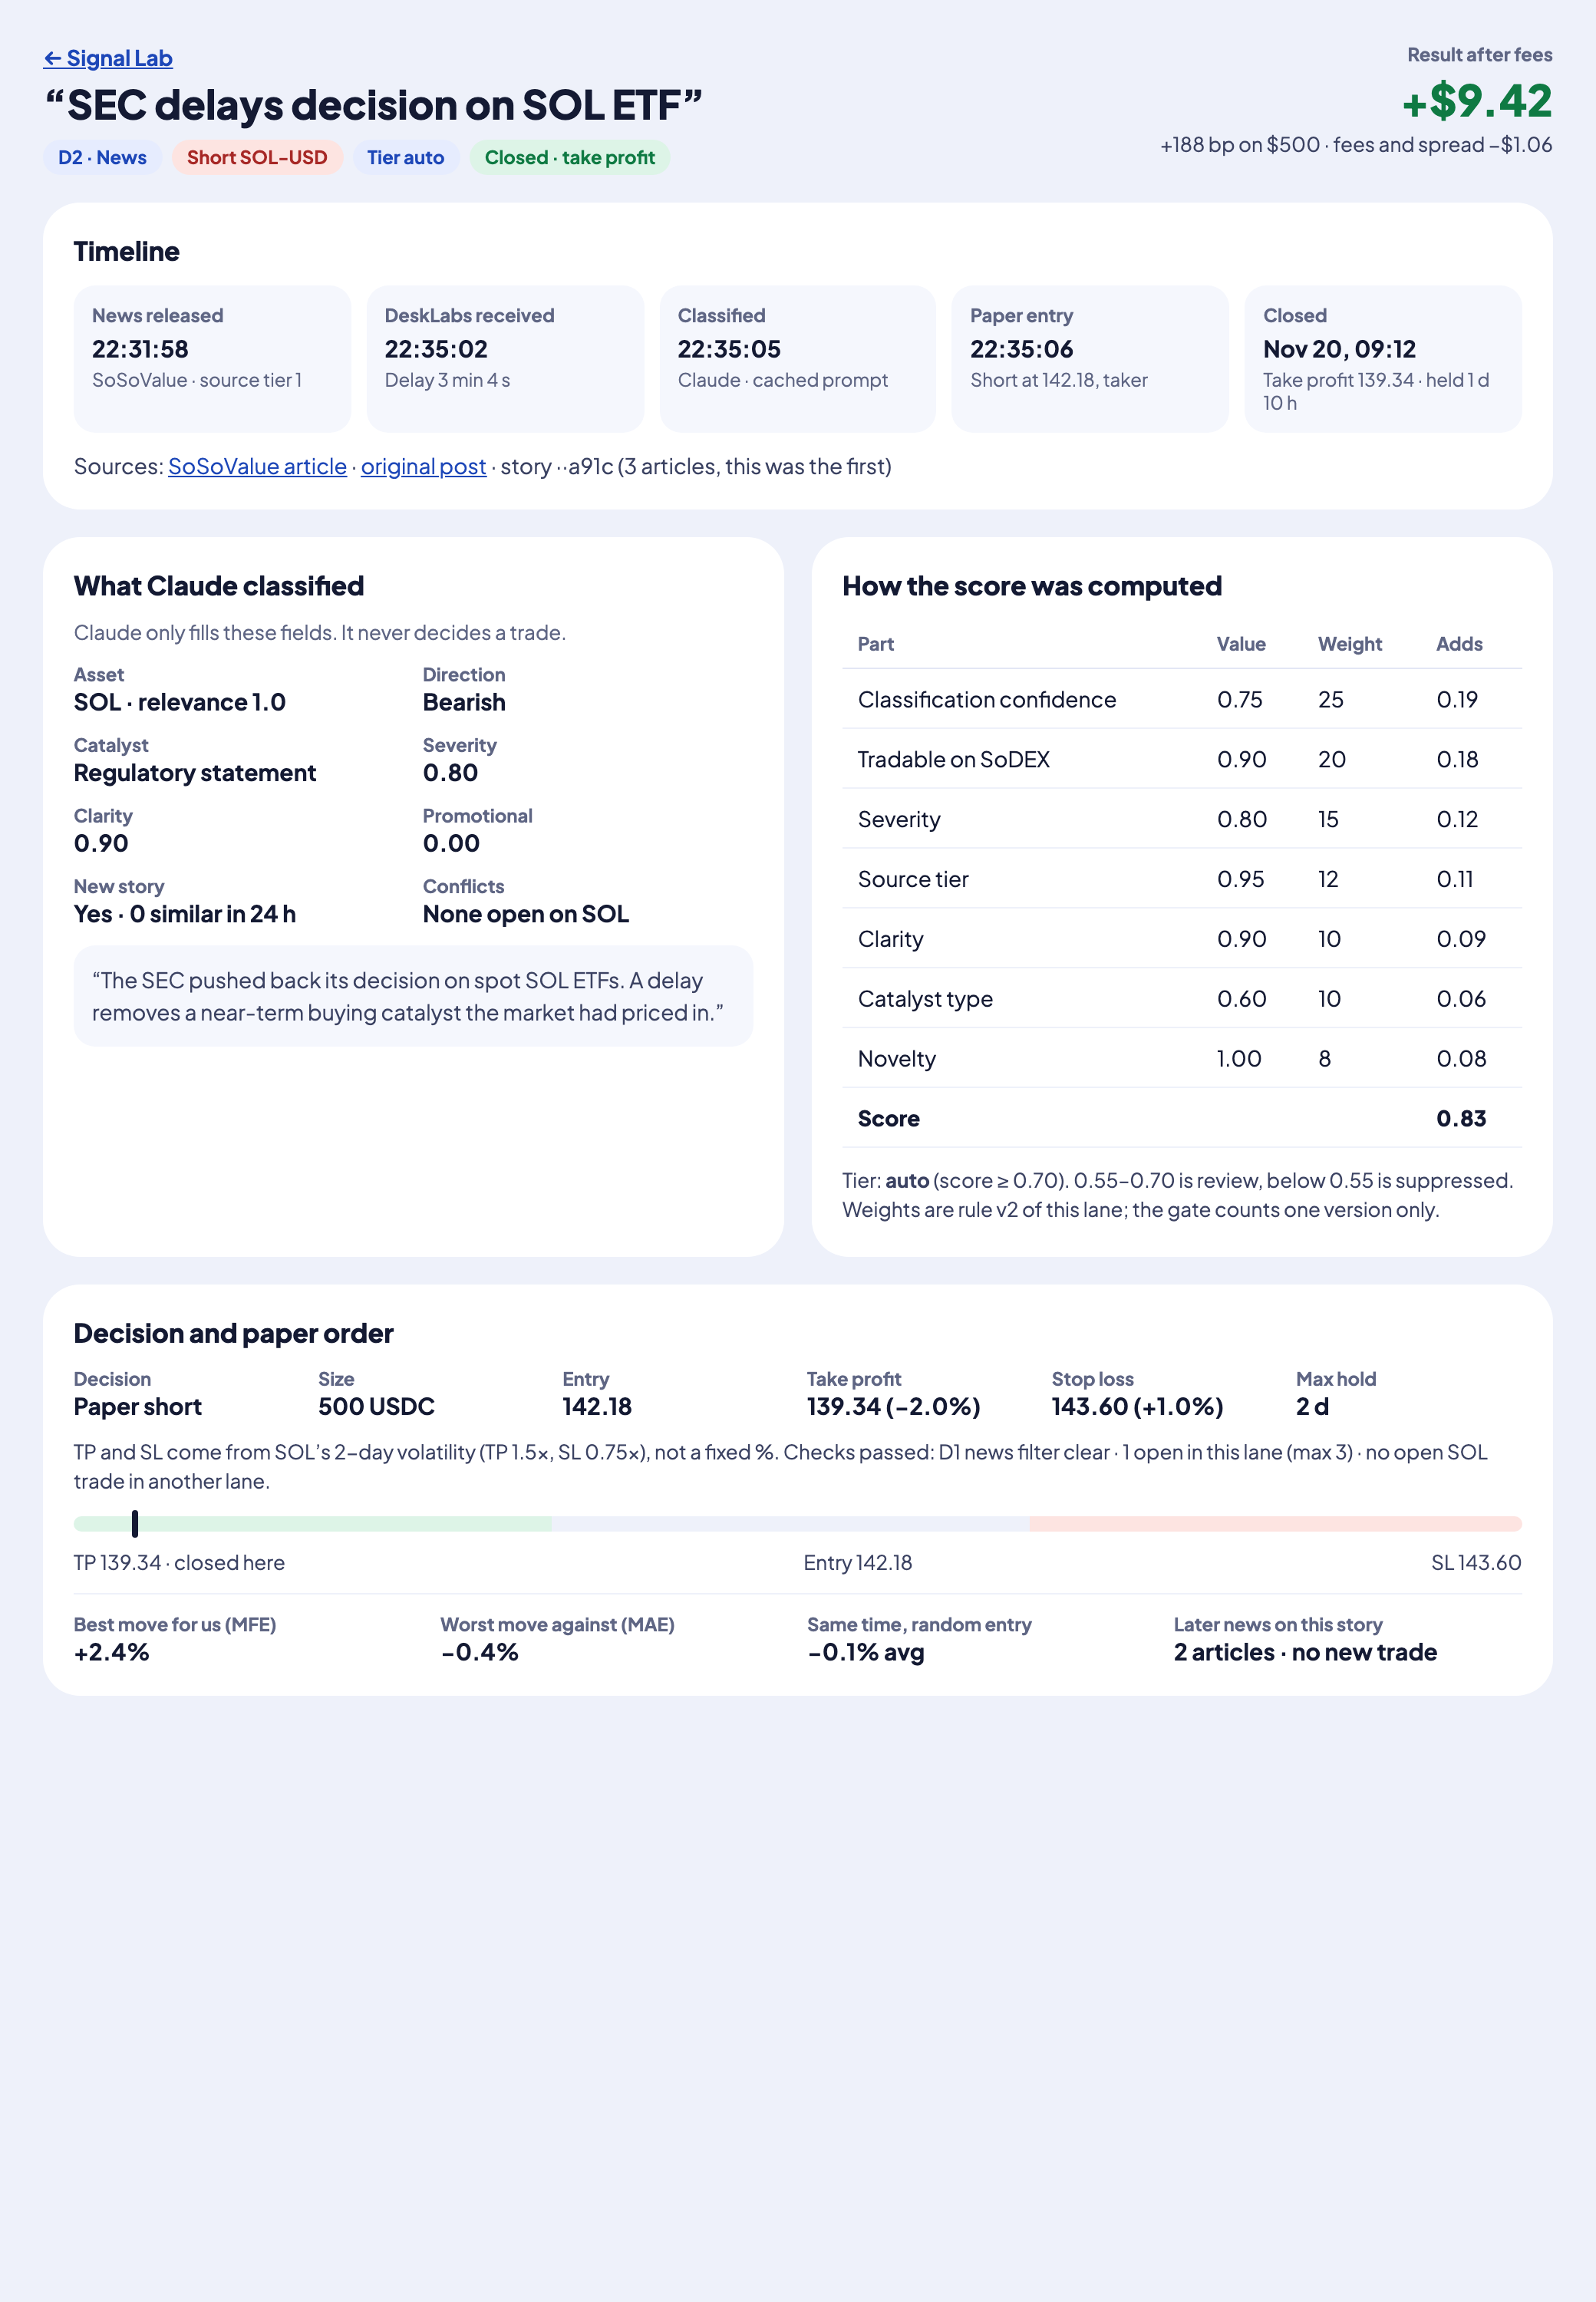 ← Signal Lab
“SEC delays decision on SOL ETF”
D2 · News
Short SOL-USD
Tier auto
Closed · take profit
Result after fees
+$9.42
+188 bp on $500 · fees and spread −$1.06
Timeline
News released
22:31:58
SoSoValue · source tier 1
DeskLabs received
22:35:02
Delay 3 min 4 s
Classified
22:35:05
Claude · cached prompt
Paper entry
22:35:06
Short at 142.18, taker
Closed
Nov 20, 09:12
Take profit 139.34 · held 1 d
10 h
Sources: SoSoValue article · original post · story ··a91c (3 articles, this was the first)
What Claude classified
Claude only fills these fields. It never decides a trade.
Asset
SOL · relevance 1.0
Direction
Bearish
Catalyst
Regulatory statement
Severity
0.80
Clarity
0.90
Promotional
0.00
New story
Yes · 0 similar in 24 h
Conflicts
None open on SOL
“The SEC pushed back its decision on spot SOL ETFs. A delay
removes a near-term buying catalyst the market had priced in.”
How the score was computed
Part Value Weight Adds
Classification confidence 0.75 25 0.19
Tradable on SoDEX 0.90 20 0.18
Severity 0.80 15 0.12
Source tier 0.95 12 0.11
Clarity 0.90 10 0.09
Catalyst type 0.60 10 0.06
Novelty 1.00 8 0.08
Score 0.83
Tier: auto (score ≥ 0.70). 0.55–0.70 is review, below 0.55 is suppressed.
Weights are rule v2 of this lane; the gate counts one version only.
Decision and paper order
Decision
Paper short
Size
500 USDC
Entry
142.18
Take profit
139.34 (−2.0%)
Stop loss
143.60 (+1.0%)
Max hold
2 d
TP and SL come from SOL’s 2–day volatility (TP 1.5×, SL 0.75×), not a fixed %. Checks passed: D1 news filter clear · 1 open in this lane (max 3) · no open SOL
trade in another lane.
TP 139.34 · closed here
Entry 142.18
SL 143.60
Best move for us (MFE)
+2.4%
Worst move against (MAE)
−0.4%
Same time, random entry
−0.1% avg
Later news on this story
2 articles · no new trade